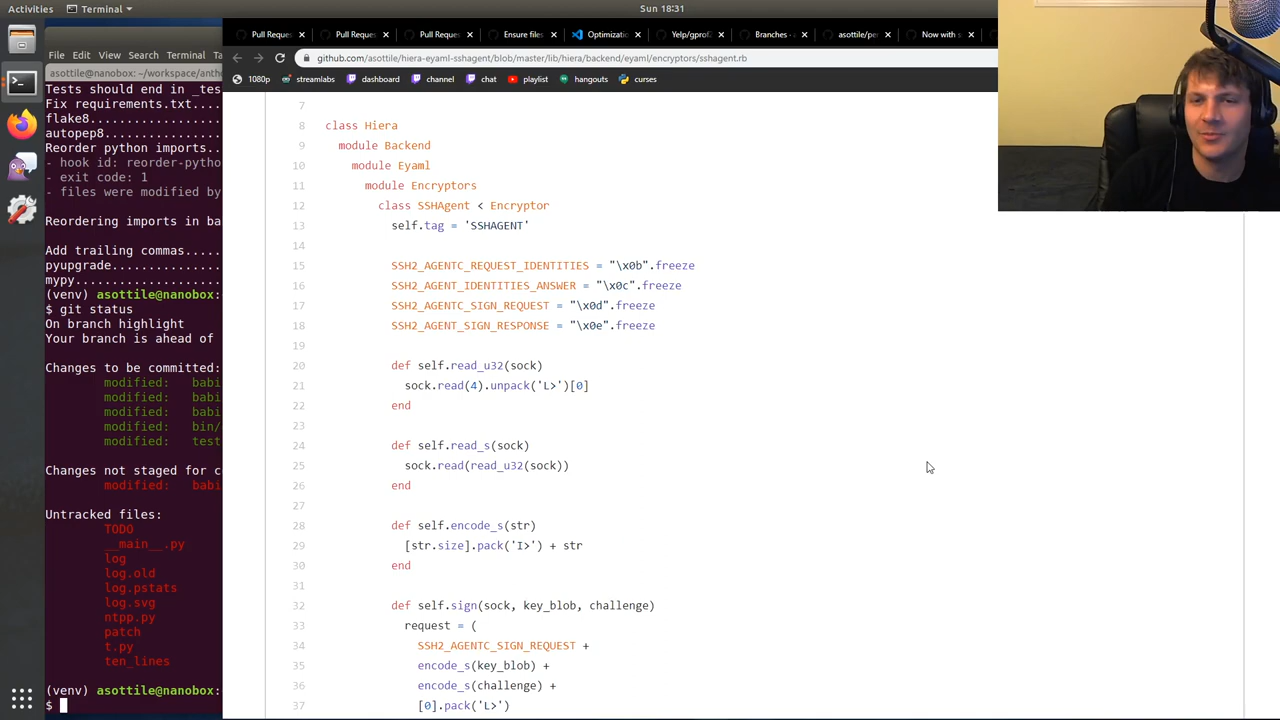 Activities
Terminal
Sun 18:31
File Edit View Search Terminal
asottile@nanobox: ~/workspace/anth
Tests should end in _tes
Fix requirements.txt....
flake8..................
autopep8................
Reorder python imports..
- hook id: reorder-pytho
- exit code: 1
- files were modified by
Reordering imports in ba
Add trailing commas.....
pyupgrade...............
mypy....................
(venv) asottile@nanobox:
$ git status
On branch highlight
Your branch is ahead of
Changes to be committed:
modified: babi
modified: babi
modified: babi
modified: bin/
modified: test
Changes not staged for c
modified: babi
Untracked files:
TODO
__main__.py
log
log.old
log.pstats
log.svg
ntpp.py
patch
t.py
ten_lines
(venv) asottile@nanobox:
$
Pull Reques
Pull Reques
Pull Reques
Ensure files
Optimizatio
Yelp/gprof2
Branches · a
asottile/per
Now with s
github.com/asottile/hiera-eyaml-sshagent/blob/master/lib/hiera/backend/eyaml/encryptors/sshagent.rb
1080p streamlabs dashboard channel chat playlist hangouts curses
7
8 class Hiera
9 module Backend
10 module Eyaml
11 module Encryptors
12 class SSHAgent < Encryptor
13 self.tag = 'SSHAGENT'
14
15 SSH2_AGENTC_REQUEST_IDENTITIES = "\x0b".freeze
16 SSH2_AGENT_IDENTITIES_ANSWER = "\x0c".freeze
17 SSH2_AGENTC_SIGN_REQUEST = "\x0d".freeze
18 SSH2_AGENT_SIGN_RESPONSE = "\x0e".freeze
19
20 def self.read_u32(sock)
21 sock.read(4).unpack('L>')[0]
22 end
23
24 def self.read_s(sock)
25 sock.read(read_u32(sock))
26 end
27
28 def self.encode_s(str)
29 [str.size].pack('I>') + str
30 end
31
32 def self.sign(sock, key_blob, challenge)
33 request = (
34 SSH2_AGENTC_SIGN_REQUEST +
35 encode_s(key_blob) +
36 encode_s(challenge) +
37 [0].pack('L>')